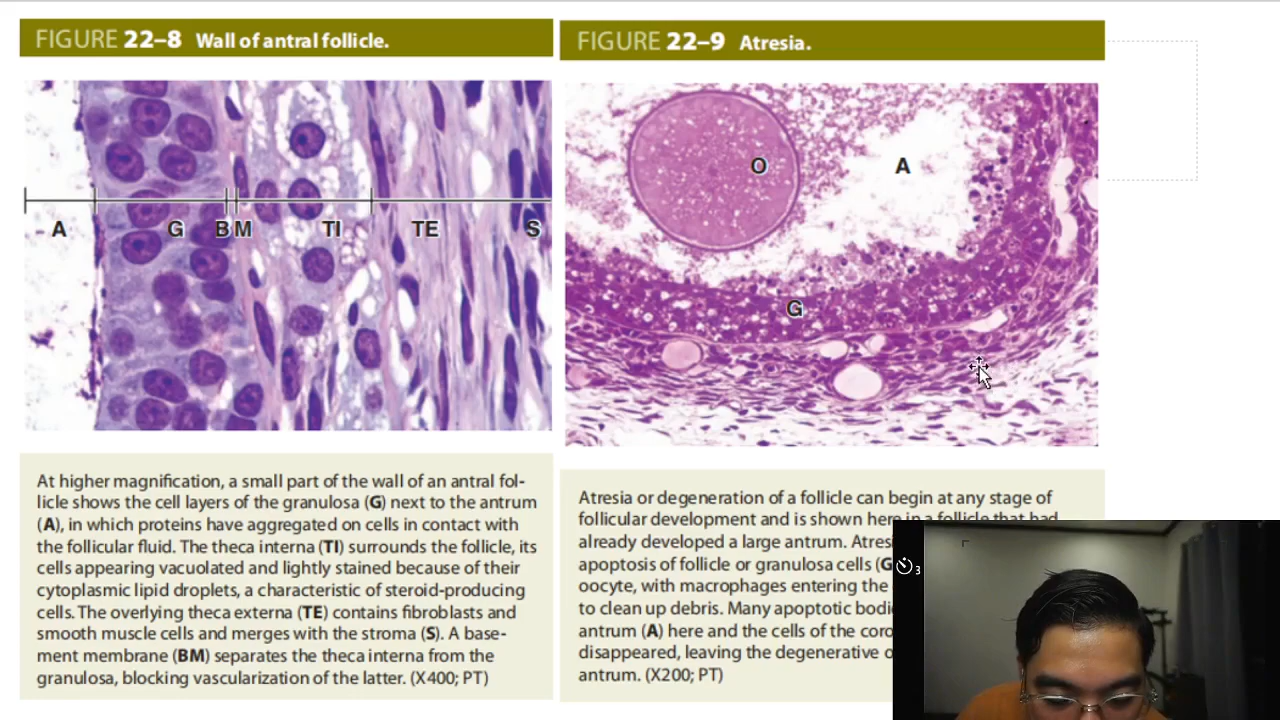 FIGURE 22–8 Wall of antral follicle.
A G BM TI TE S
At higher magnification, a small part of the wall of an antral fol-
licle shows the cell layers of the granulosa (G) next to the antrum
(A), in which proteins have aggregated on cells in contact with
the follicular fluid. The theca interna (TI) surrounds the follicle, its
cells appearing vacuolated and lightly stained because of their
cytoplasmic lipid droplets, a characteristic of steroid-producing
cells. The overlying theca externa (TE) contains fibroblasts and
smooth muscle cells and merges with the stroma (S). A base-
ment membrane (BM) separates the theca interna from the
granulosa, blocking vascularization of the latter. (X400; PT)
FIGURE 22–9 Atresia.
O A
G
Atresia or degeneration of a follicle can begin at any stage of
follicular development and is shown here in a follicle that had
already developed a large antrum.
apoptosis of follicle or granulosa cells (G
oocyte, with macrophages entering the
to clean up debris. Many apoptotic
antrum (A) here and the cells of the
disappeared, leaving the degenerative
antrum. (X200; PT)
3